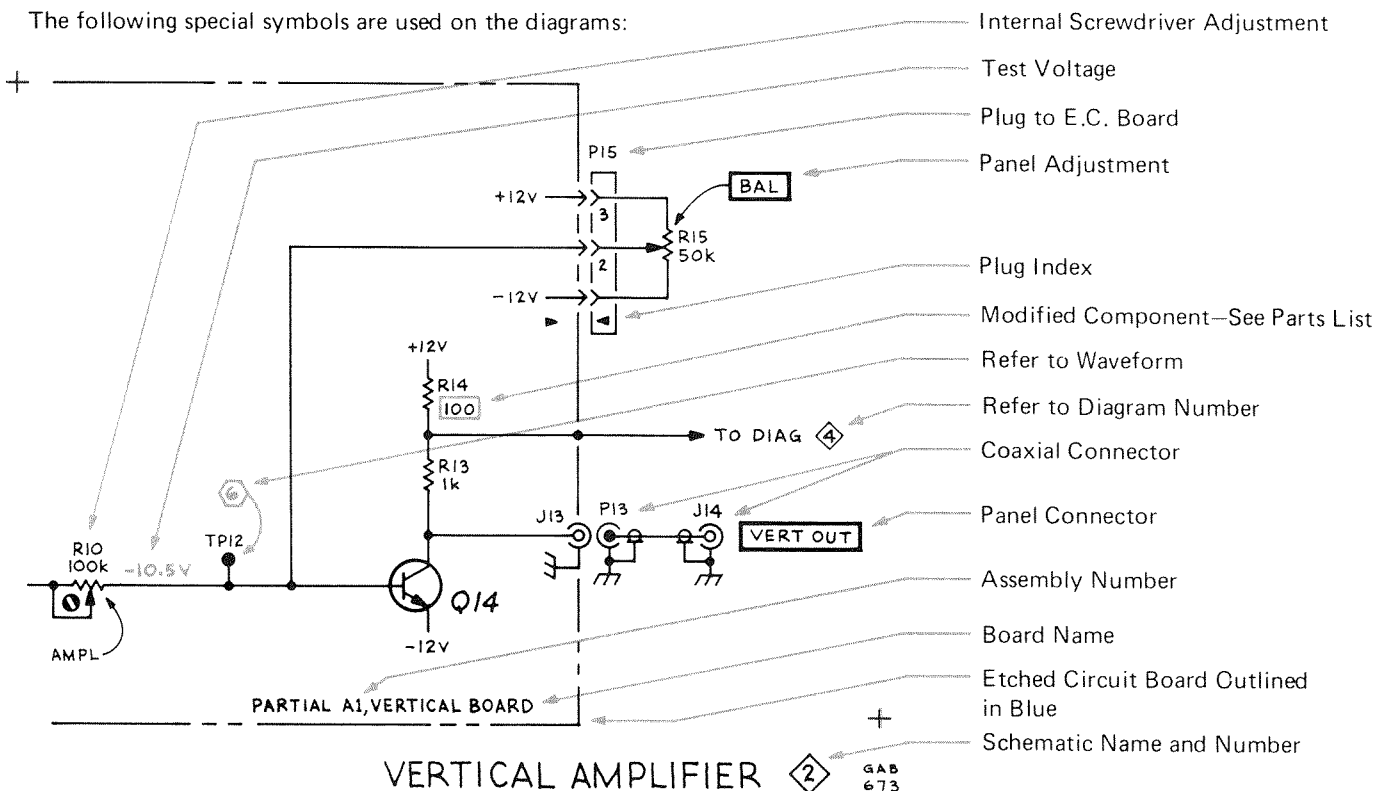 The following special symbols are used on the diagrams:
Internal Screwdriver Adjustment
Test Voltage
Plug to E.C. Board
P15
Panel Adjustment
BAL
+12V
3
R15
50k
2
Plug Index
-12V
Modified Component—See Parts List
+12V
Refer to Waveform
R14
100
Refer to Diagram Number
TO DIAG 4
Coaxial Connector
R13
1k
6
J13 P13 J14
Panel Connector
VERT OUT
TP12
R10
100k
-10.5V
Assembly Number
Q14
Board Name
-12V
AMPL
Etched Circuit Board Outlined
in Blue
PARTIAL A1, VERTICAL BOARD
Schematic Name and Number
VERTICAL AMPLIFIER 2
GAB
673